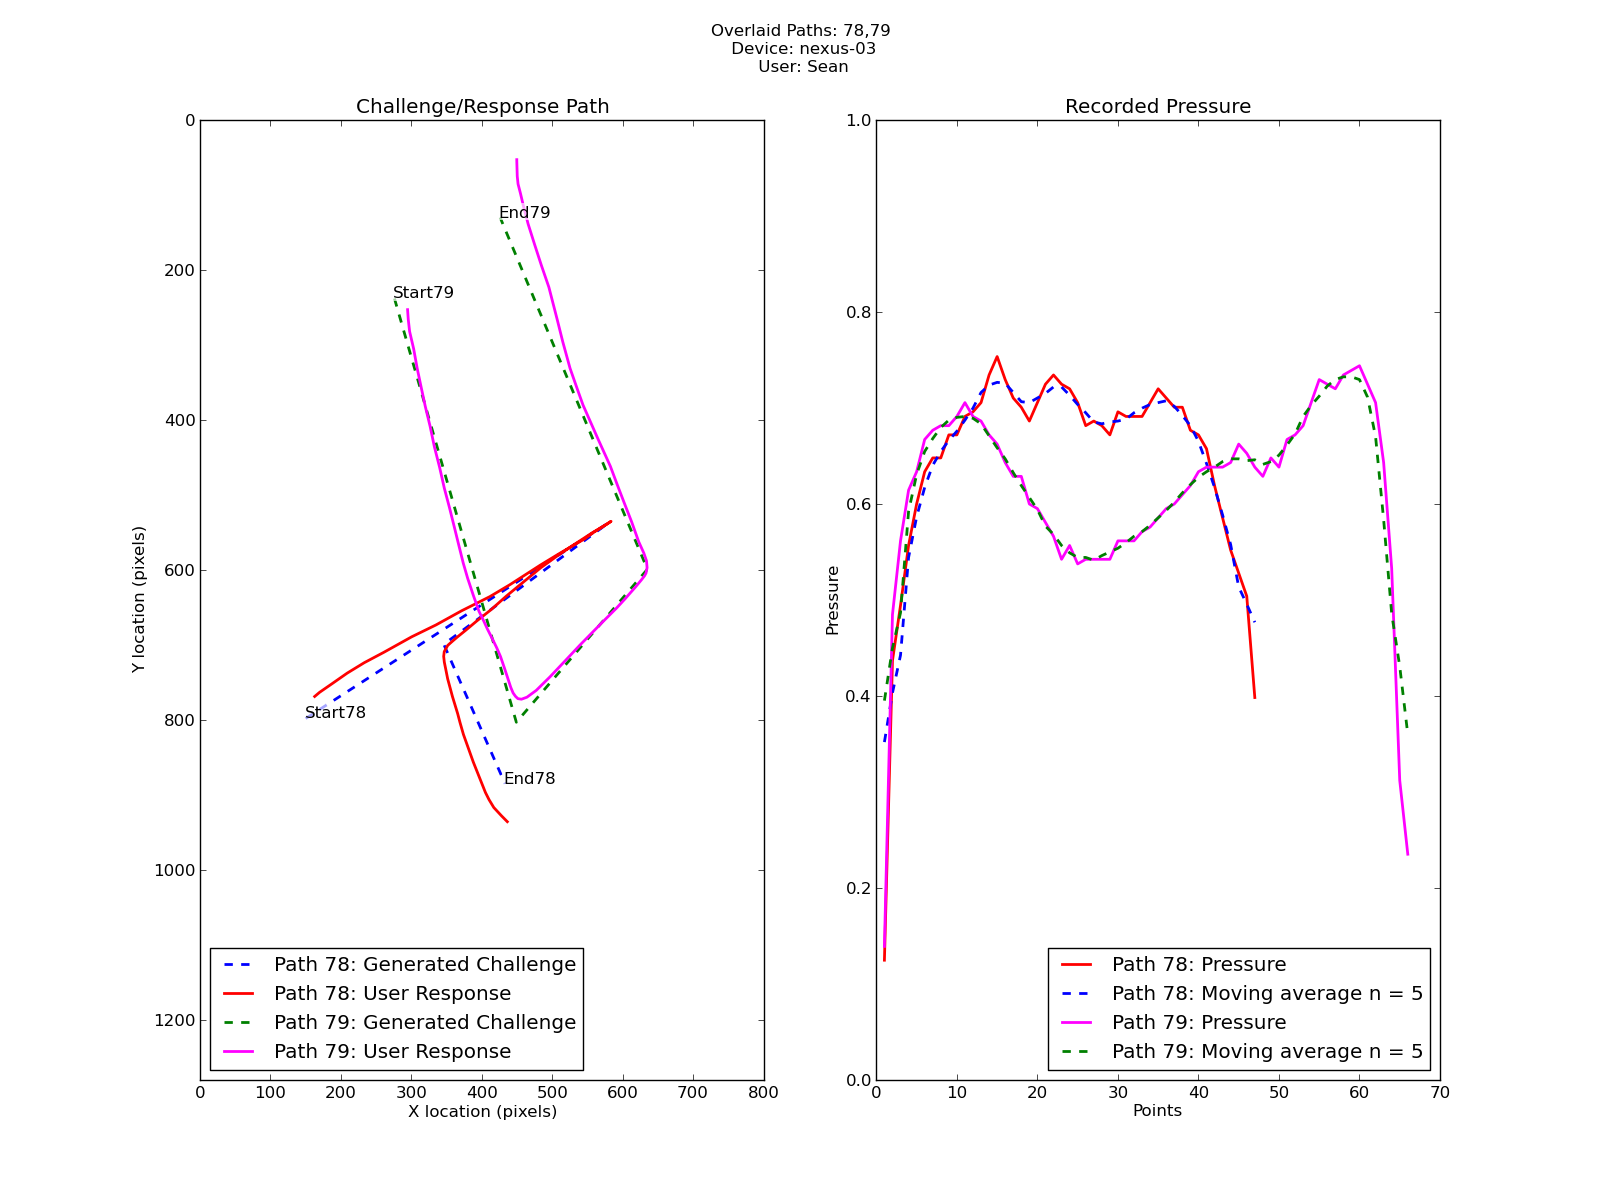 Overlaid Paths: 78,79
Device: nexus-03
User: Sean
Challenge/Response Path
0
200
400
600
800
1000
1200
Y location (pixels)
End79
Start79
Start78
End78
Path 78: Generated Challenge
Path 78: User Response
Path 79: Generated Challenge
Path 79: User Response
0 100 200 300 400 500 600 700 800
X location (pixels)
Recorded Pressure
1.0
0.8
0.6
0.4
0.2
0.0
Pressure
Path 78: Pressure
Path 78: Moving average n = 5
Path 79: Pressure
Path 79: Moving average n = 5
0 10 20 30 40 50 60 70
Points